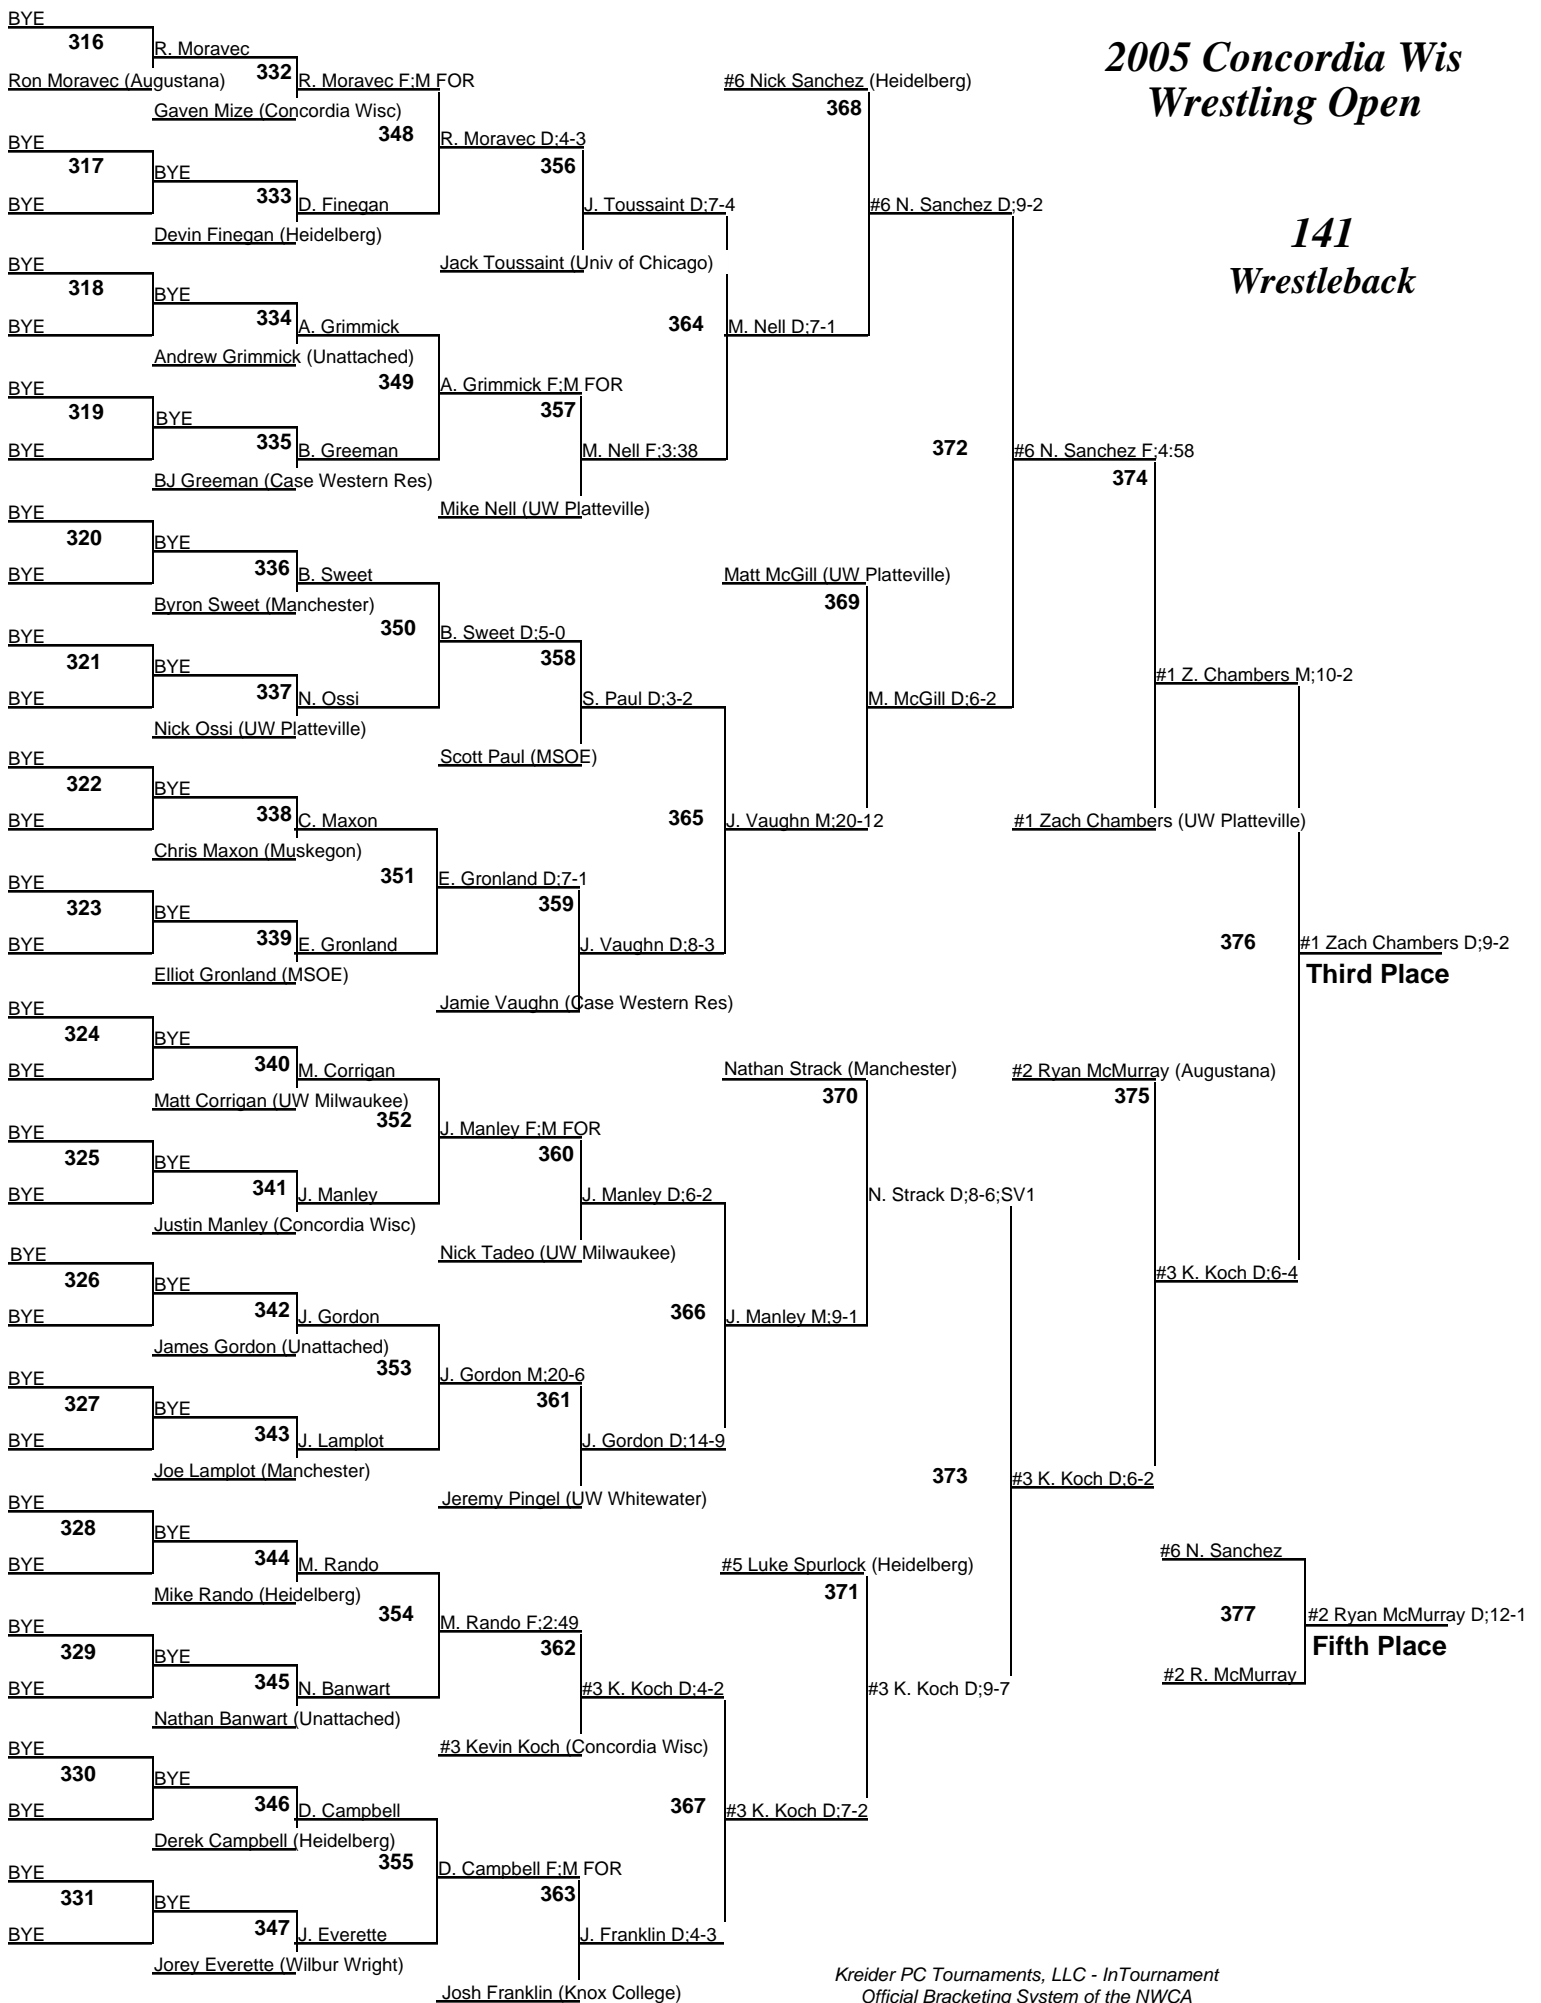 2005 Concordia Wis
Wrestling Open
141
Wrestleback
BYE
316
Ron Moravec (Augustana)
BYE
317
BYE
BYE
318
BYE
BYE
319
BYE
BYE
320
BYE
BYE
321
BYE
BYE
322
BYE
BYE
323
BYE
BYE
324
BYE
BYE
325
BYE
BYE
326
BYE
BYE
327
BYE
BYE
328
BYE
BYE
329
BYE
BYE
330
BYE
BYE
331
BYE
R. Moravec
332
Gaven Mize (Concordia Wisc)
BYE
333
Devin Finegan (Heidelberg)
BYE
334
Andrew Grimmick (Unattached)
BYE
335
BJ Greeman (Case Western Res)
BYE
336
Byron Sweet (Manchester)
BYE
337
Nick Ossi (UW Platteville)
BYE
338
Chris Maxon (Muskegon)
BYE
339
Elliot Gronland (MSOE)
BYE
340
Matt Corrigan (UW Milwaukee)
BYE
341
Justin Manley (Concordia Wisc)
BYE
342
James Gordon (Unattached)
BYE
343
Joe Lamplot (Manchester)
BYE
344
Mike Rando (Heidelberg)
BYE
345
Nathan Banwart (Unattached)
BYE
346
Derek Campbell (Heidelberg)
BYE
347
Jorey Everette (Wilbur Wright)
R. Moravec F;M FOR
348
D. Finegan
A. Grimmick
349
B. Greeman
B. Sweet
350
N. Ossi
C. Maxon
351
E. Gronland
M. Corrigan
352
J. Manley
J. Gordon
353
J. Lamplot
M. Rando
354
N. Banwart
D. Campbell
355
J. Everette
R. Moravec D;4-3
356
Jack Toussaint (Univ of Chicago)
A. Grimmick F;M FOR
357
Mike Nell (UW Platteville)
B. Sweet D;5-0
358
Scott Paul (MSOE)
E. Gronland D;7-1
359
Jamie Vaughn (Case Western Res)
J. Manley F;M FOR
360
Nick Tadeo (UW Milwaukee)
J. Gordon M;20-6
361
Jeremy Pingel (UW Whitewater)
M. Rando F;2:49
362
#3 Kevin Koch (Concordia Wisc)
D. Campbell F;M FOR
363
Josh Franklin (Knox College)
J. Toussaint D;7-4
364
M. Nell F;3:38
S. Paul D;3-2
365
J. Vaughn D;8-3
J. Manley D;6-2
366
J. Gordon D;14-9
#3 K. Koch D;4-2
367
J. Franklin D;4-3
#6 Nick Sanchez (Heidelberg)
368
M. Nell D;7-1
Matt McGill (UW Platteville)
369
J. Vaughn M;20-12
Nathan Strack (Manchester)
370
J. Manley M;9-1
#5 Luke Spurlock (Heidelberg)
371
#3 K. Koch D;7-2
#6 N. Sanchez D;9-2
372
M. McGill D;6-2
N. Strack D;8-6;SV1
373
#3 K. Koch D;9-7
#6 N. Sanchez F;4:58
374
#1 Zach Chambers (UW Platteville)
#2 Ryan McMurray (Augustana)
375
#3 K. Koch D;6-2
#1 Z. Chambers M;10-2
376
#3 K. Koch D;6-4
#1 Zach Chambers D;9-2
Third Place
#6 N. Sanchez
377
#2 R. McMurray
#2 Ryan McMurray D;12-1
Fifth Place
Kreider PC Tournaments, LLC - InTournament
Official Bracketing System of the NWCA